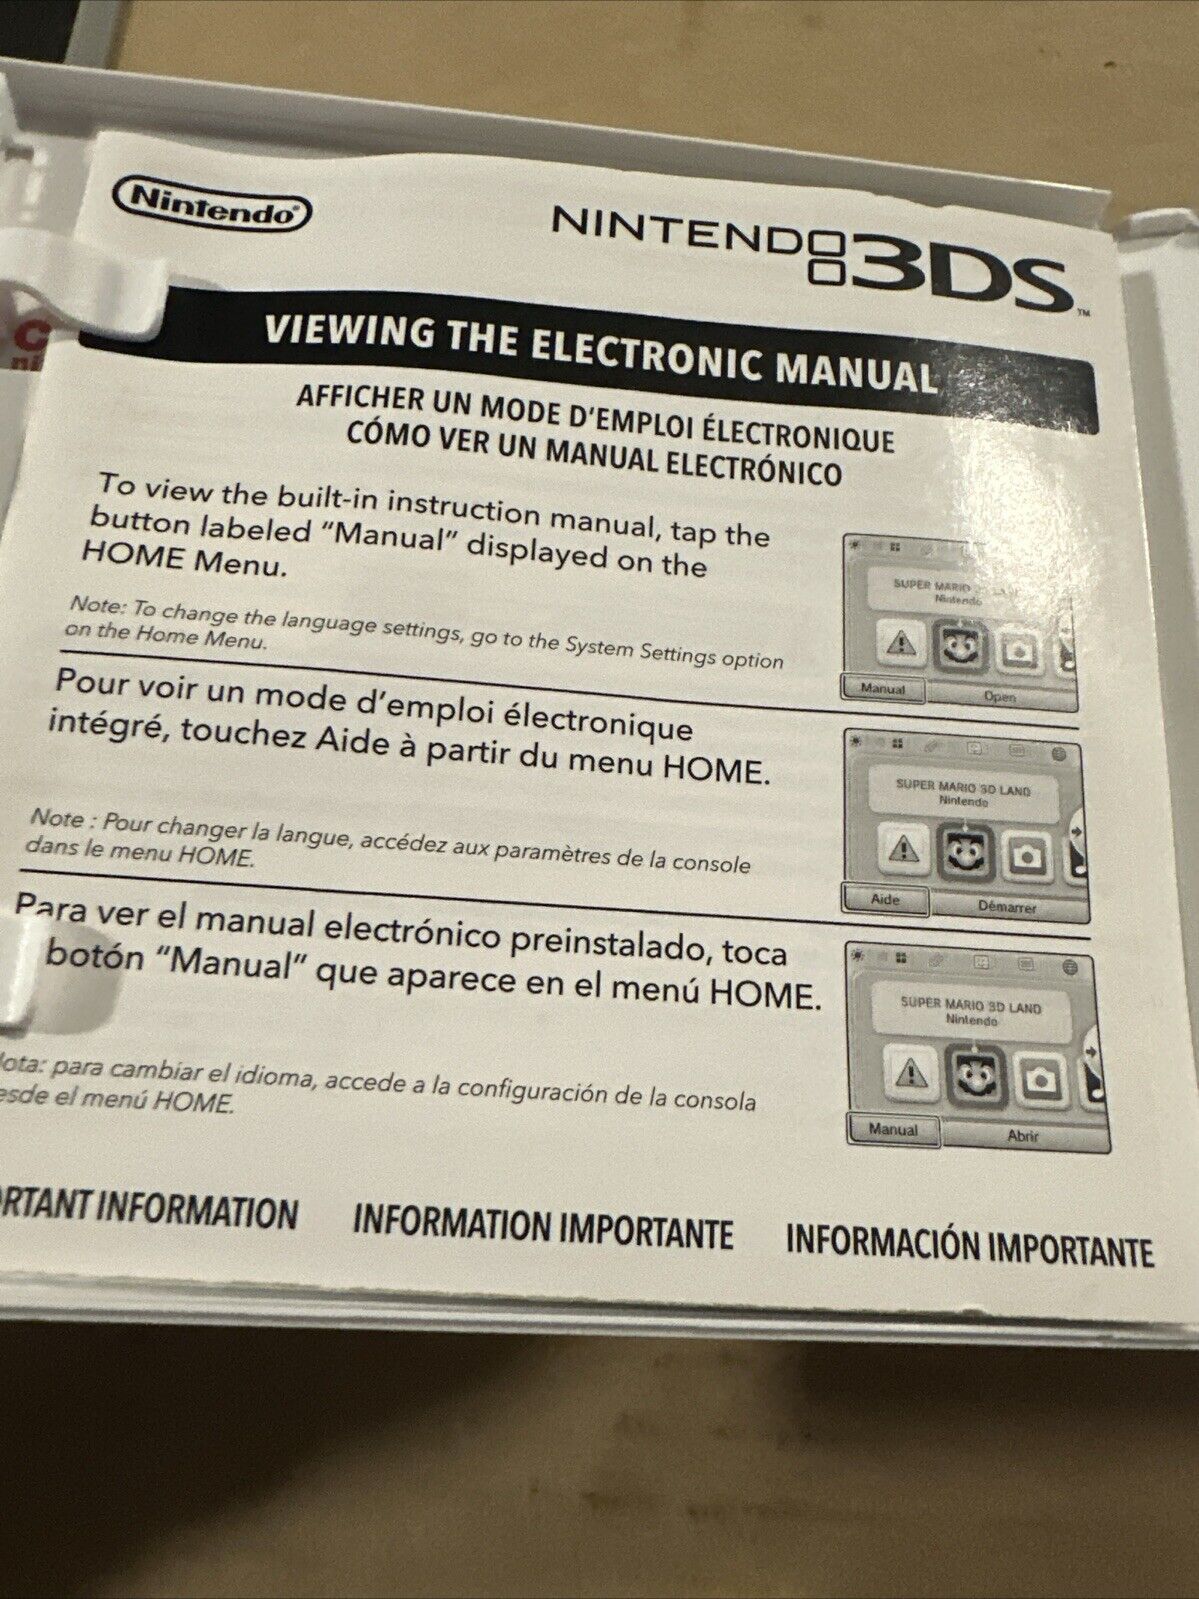 Nintendo®
NINTENDO 3DS™
VIEWING THE ELECTRONIC MANUAL
AFFICHER UN MODE D'EMPLOI ÉLECTRONIQUE
CÓMO VER UN MANUAL ELECTRÓNICO
To view the built-in instruction manual, tap the
button labeled "Manual" displayed on the
HOME Menu.
Note: To change the language settings, go to the System Settings option
on the Home Menu.
SUPER MARIO
Nintendo
Manual
Open
Pour voir un mode d'emploi électronique
intégré, touchez Aide à partir du menu HOME.
Note : Pour changer la langue, accédez aux paramètres de la console
dans le menu HOME.
SUPER MARIO 3D LAND
Nintendo
Aide
Démarrer
Para ver el manual electrónico preinstalado, toca
botón "Manual" que aparece en el menú HOME.
ota: para cambiar el idioma, accede a la configuración de la consola
esde el menú HOME.
SUPER MARIO 3D LAND
Nintendo
Manual
Abrir
RTANT INFORMATION
INFORMATION IMPORTANTE
INFORMACIÓN IMPORTANTE